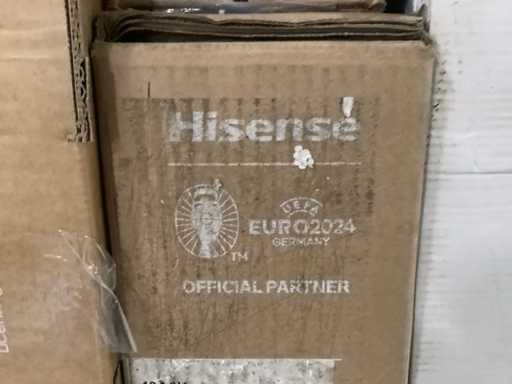 Hisense
UEFA
EURO2024
GERMANY
TM
OFFICIAL PARTNER